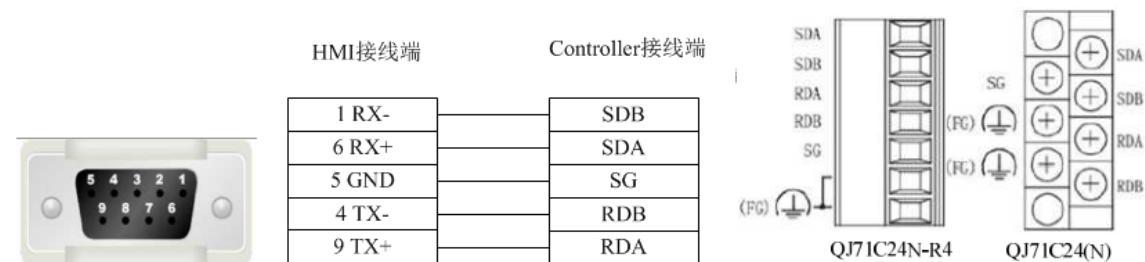 HMI接线端
Controller接线端
1 RX-
SDB
6 RX+
SDA
5 GND
SG
4 TX-
RDB
9 TX+
RDA
5 4 3 2 1
9 8 7 6
SDA
SDB
RDA
RDB
SG
(FG)
QJ71C24N-R4
SG
(FG)
(FG)
SDA
SDB
RDA
RDB
QJ71C24(N)